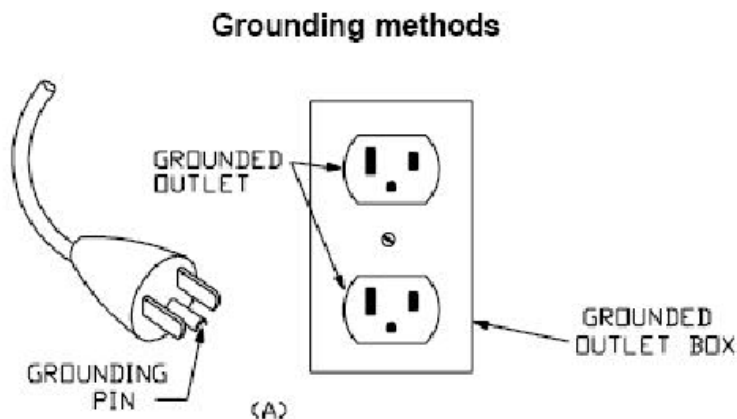 Grounding methods
GROUNDED
OUTLET
GROUNDED
OUTLET BOX
GROUNDING
PIN
(A)